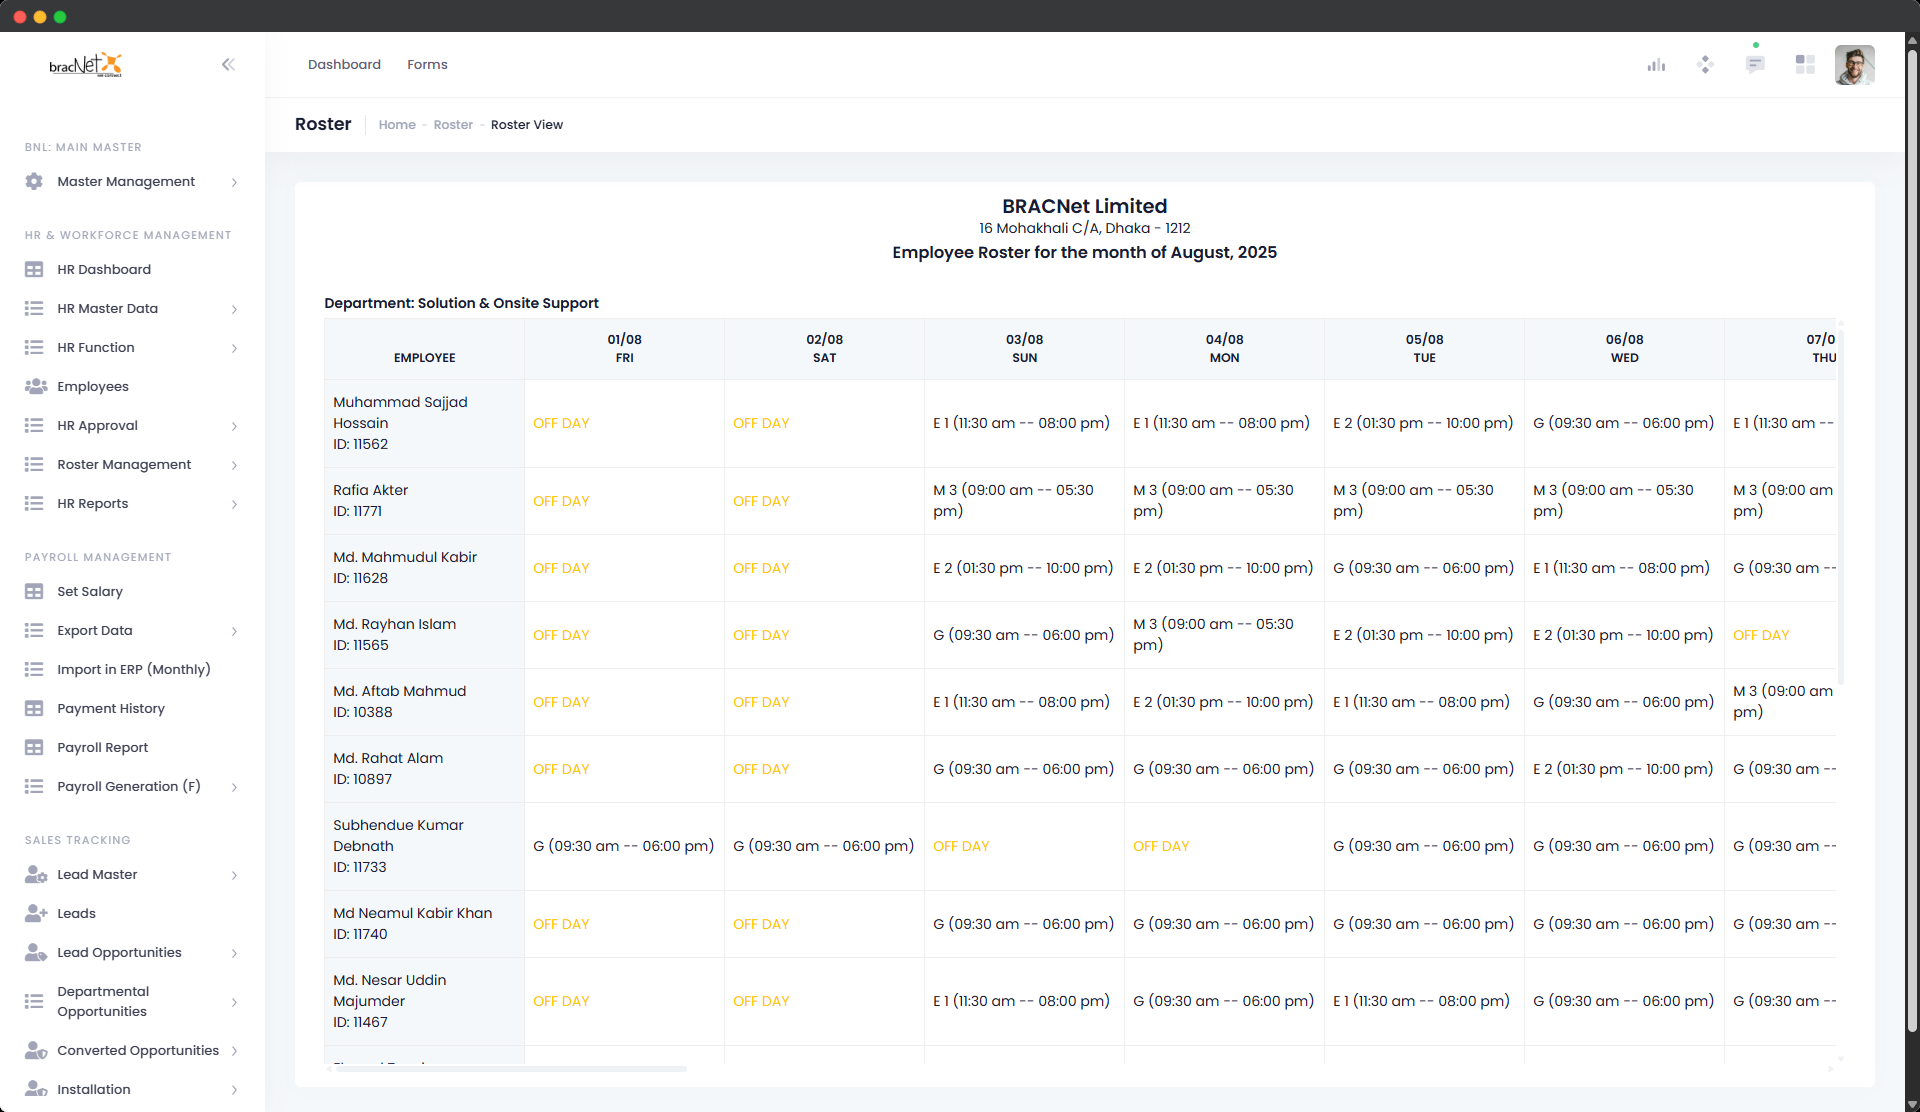 bracNet
Dashboard
Forms
Roster
Home - Roster - Roster View
BNL: MAIN MASTER
Master Management
HR & WORKFORCE MANAGEMENT
HR Dashboard
HR Master Data
HR Function
Employees
HR Approval
Roster Management
HR Reports
PAYROLL MANAGEMENT
Set Salary
Export Data
Import in ERP (Monthly)
Payment History
Payroll Report
Payroll Generation (F)
SALES TRACKING
Lead Master
Leads
Lead Opportunities
Departmental
Opportunities
Converted Opportunities
Installation
BRACNet Limited
16 Mohakhali C/A, Dhaka - 1212
Employee Roster for the month of August, 2025
Department: Solution & Onsite Support
EMPLOYEE
01/08
FRI
02/08
SAT
03/08
SUN
04/08
MON
05/08
TUE
06/08
WED
07/0
THU
Muhammad Sajjad
Hossain
ID: 11562
OFF DAY
OFF DAY
E 1 (11:30 am -- 08:00 pm)
E 1 (11:30 am -- 08:00 pm)
E 2 (01:30 pm -- 10:00 pm)
G (09:30 am -- 06:00 pm)
E 1 (11:30 am --
Rafia Akter
ID: 11771
OFF DAY
OFF DAY
M 3 (09:00 am -- 05:30
pm)
M 3 (09:00 am -- 05:30
pm)
M 3 (09:00 am -- 05:30
pm)
M 3 (09:00 am -- 05:30
pm)
M 3 (09:00 am
pm)
Md. Mahmudul Kabir
ID: 11628
OFF DAY
OFF DAY
E 2 (01:30 pm -- 10:00 pm)
E 2 (01:30 pm -- 10:00 pm)
G (09:30 am -- 06:00 pm)
E 1 (11:30 am -- 08:00 pm)
G (09:30 am --
Md. Rayhan Islam
ID: 11565
OFF DAY
OFF DAY
G (09:30 am -- 06:00 pm)
M 3 (09:00 am -- 05:30
pm)
E 2 (01:30 pm -- 10:00 pm)
E 2 (01:30 pm -- 10:00 pm)
OFF DAY
Md. Aftab Mahmud
ID: 10388
OFF DAY
OFF DAY
E 1 (11:30 am -- 08:00 pm)
E 2 (01:30 pm -- 10:00 pm)
E 1 (11:30 am -- 08:00 pm)
G (09:30 am -- 06:00 pm)
M 3 (09:00 am
pm)
Md. Rahat Alam
ID: 10897
OFF DAY
OFF DAY
G (09:30 am -- 06:00 pm)
G (09:30 am -- 06:00 pm)
G (09:30 am -- 06:00 pm)
E 2 (01:30 pm -- 10:00 pm)
G (09:30 am --
Subhendue Kumar
Debnath
ID: 11733
G (09:30 am -- 06:00 pm)
G (09:30 am -- 06:00 pm)
OFF DAY
OFF DAY
G (09:30 am -- 06:00 pm)
G (09:30 am -- 06:00 pm)
G (09:30 am --
Md Neamul Kabir Khan
ID: 11740
OFF DAY
OFF DAY
G (09:30 am -- 06:00 pm)
G (09:30 am -- 06:00 pm)
G (09:30 am -- 06:00 pm)
G (09:30 am -- 06:00 pm)
G (09:30 am --
Md. Nesar Uddin
Majumder
ID: 11467
OFF DAY
OFF DAY
E 1 (11:30 am -- 08:00 pm)
G (09:30 am -- 06:00 pm)
E 1 (11:30 am -- 08:00 pm)
G (09:30 am -- 06:00 pm)
G (09:30 am --